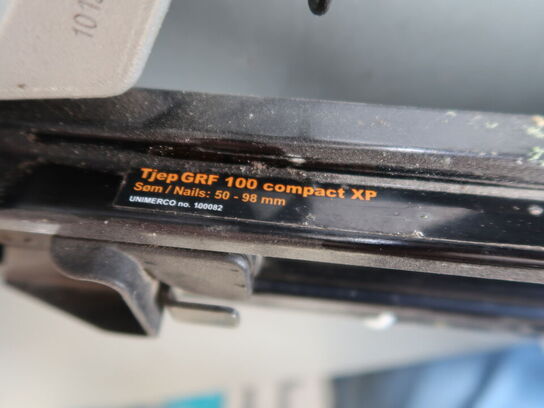 Tjep GRF 100 compact XP
Søm / Nails: 50 - 98 mm
UNIMERCO no. 100082